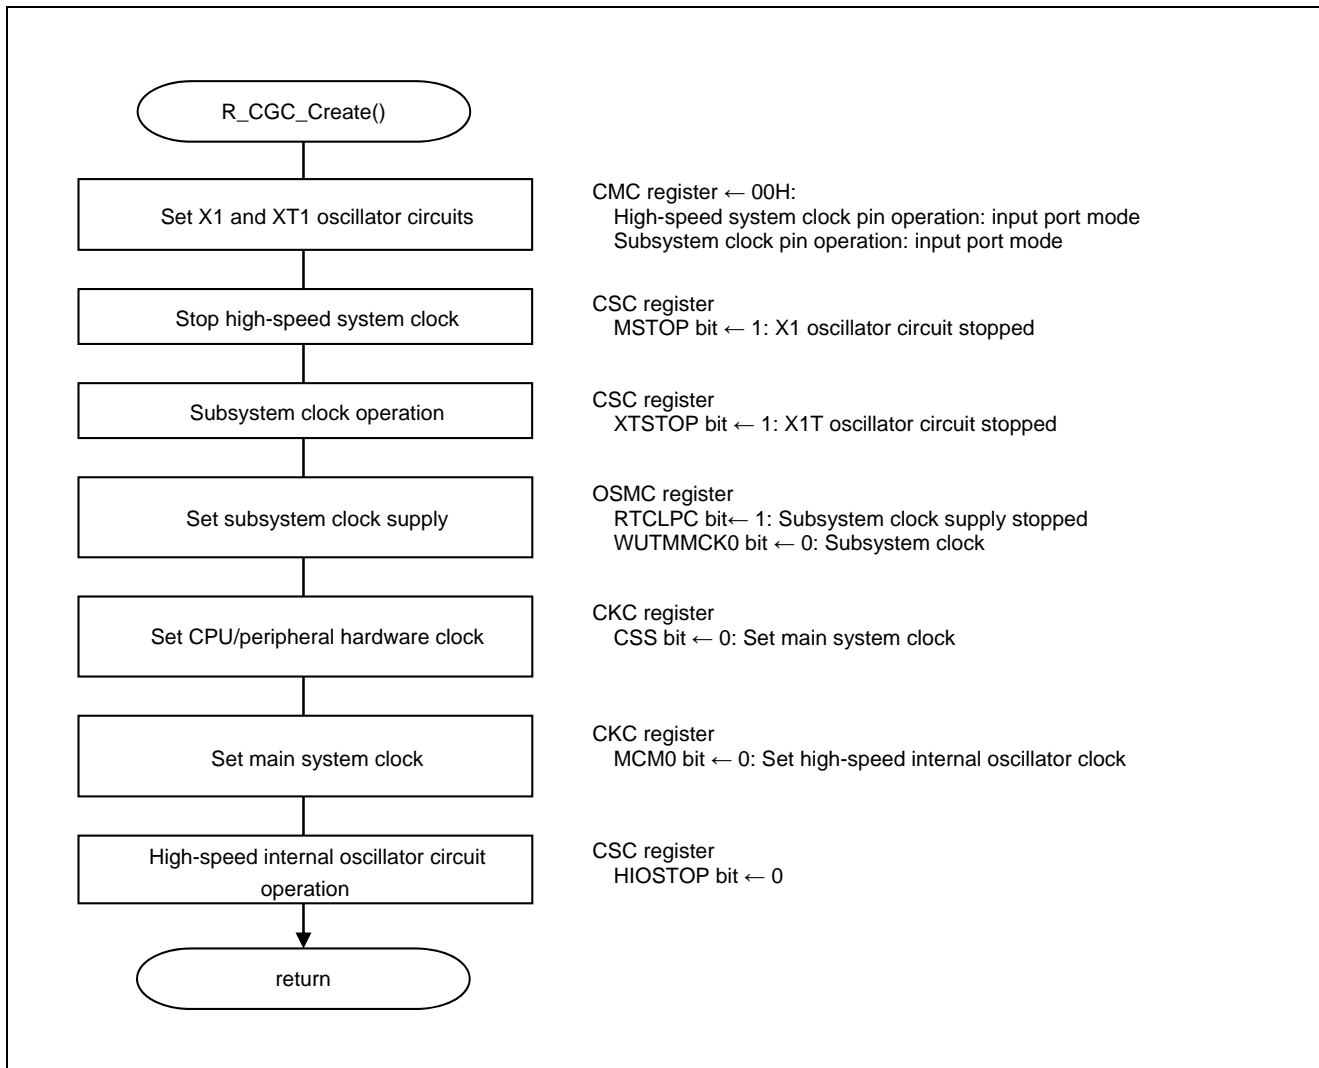 R_CGC_Create()
Set X1 and XT1 oscillator circuits
CMC register ← 00H:
High-speed system clock pin operation: input port mode
Subsystem clock pin operation: input port mode
Stop high-speed system clock
CSC register
MSTOP bit ← 1: X1 oscillator circuit stopped
Subsystem clock operation
CSC register
XTSTOP bit ← 1: X1T oscillator circuit stopped
Set subsystem clock supply
OSMC register
RTCLPC bit← 1: Subsystem clock supply stopped
WUTMMCK0 bit ← 0: Subsystem clock
Set CPU/peripheral hardware clock
CKC register
CSS bit ← 0: Set main system clock
Set main system clock
CKC register
MCM0 bit ← 0: Set high-speed internal oscillator clock
High-speed internal oscillator circuit
operation
CSC register
HIOSTOP bit ← 0
return